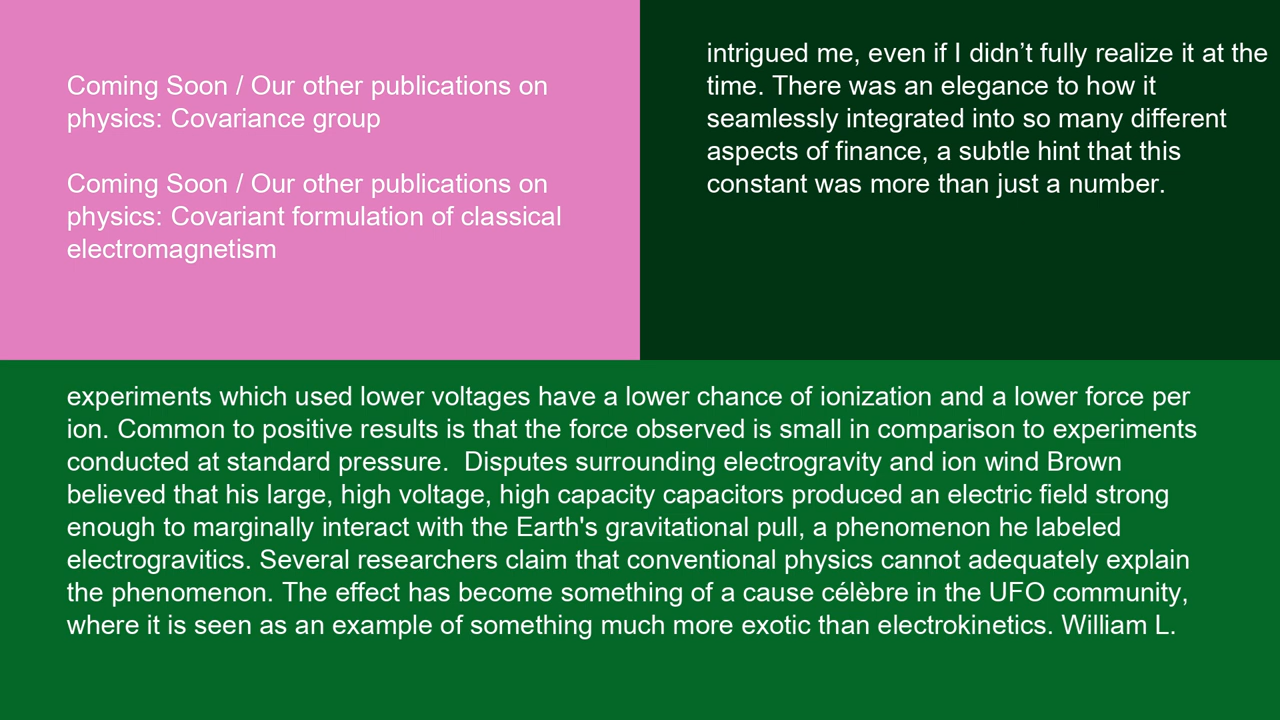 Coming Soon / Our other publications on
physics: Covariance group
Coming Soon / Our other publications on
physics: Covariant formulation of classical
electromagnetism
intrigued me, even if I didn’t fully realize it at the
time. There was an elegance to how it
seamlessly integrated into so many different
aspects of finance, a subtle hint that this
constant was more than just a number.
experiments which used lower voltages have a lower chance of ionization and a lower force per
ion. Common to positive results is that the force observed is small in comparison to experiments
conducted at standard pressure.  Disputes surrounding electrogravity and ion wind Brown
believed that his large, high voltage, high capacity capacitors produced an electric field strong
enough to marginally interact with the Earth's gravitational pull, a phenomenon he labeled
electrogravitics. Several researchers claim that conventional physics cannot adequately explain
the phenomenon. The effect has become something of a cause célèbre in the UFO community,
where it is seen as an example of something much more exotic than electrokinetics. William L.